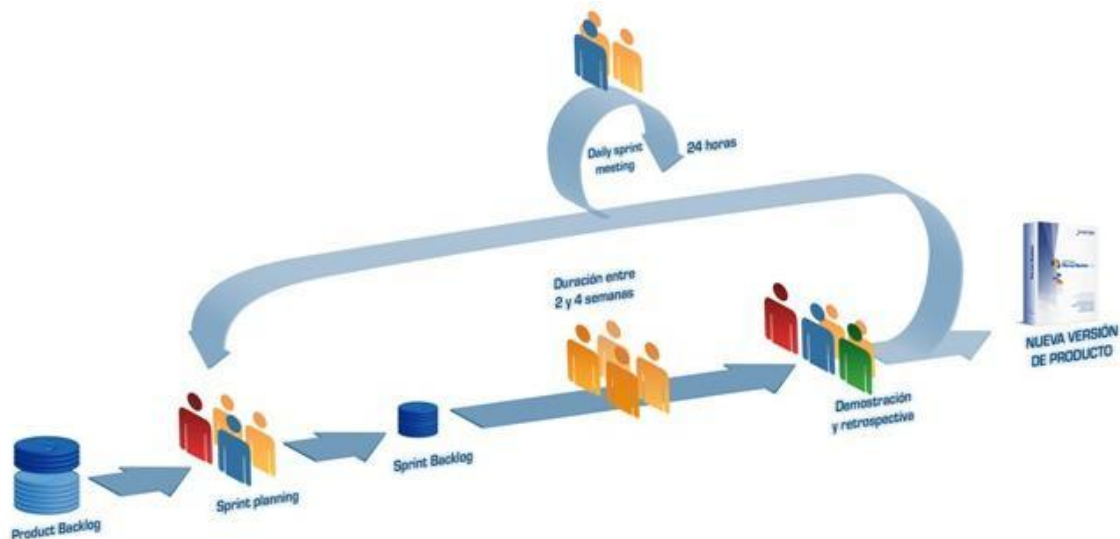 Daily sprint
meeting
24 horas
Duración entre
2 y 4 semanas
NUEVA VERSIÓN
DE PRODUCTO
Demostración
y retrospectiva
Sprint Backlog
Sprint planning
Product Backlog